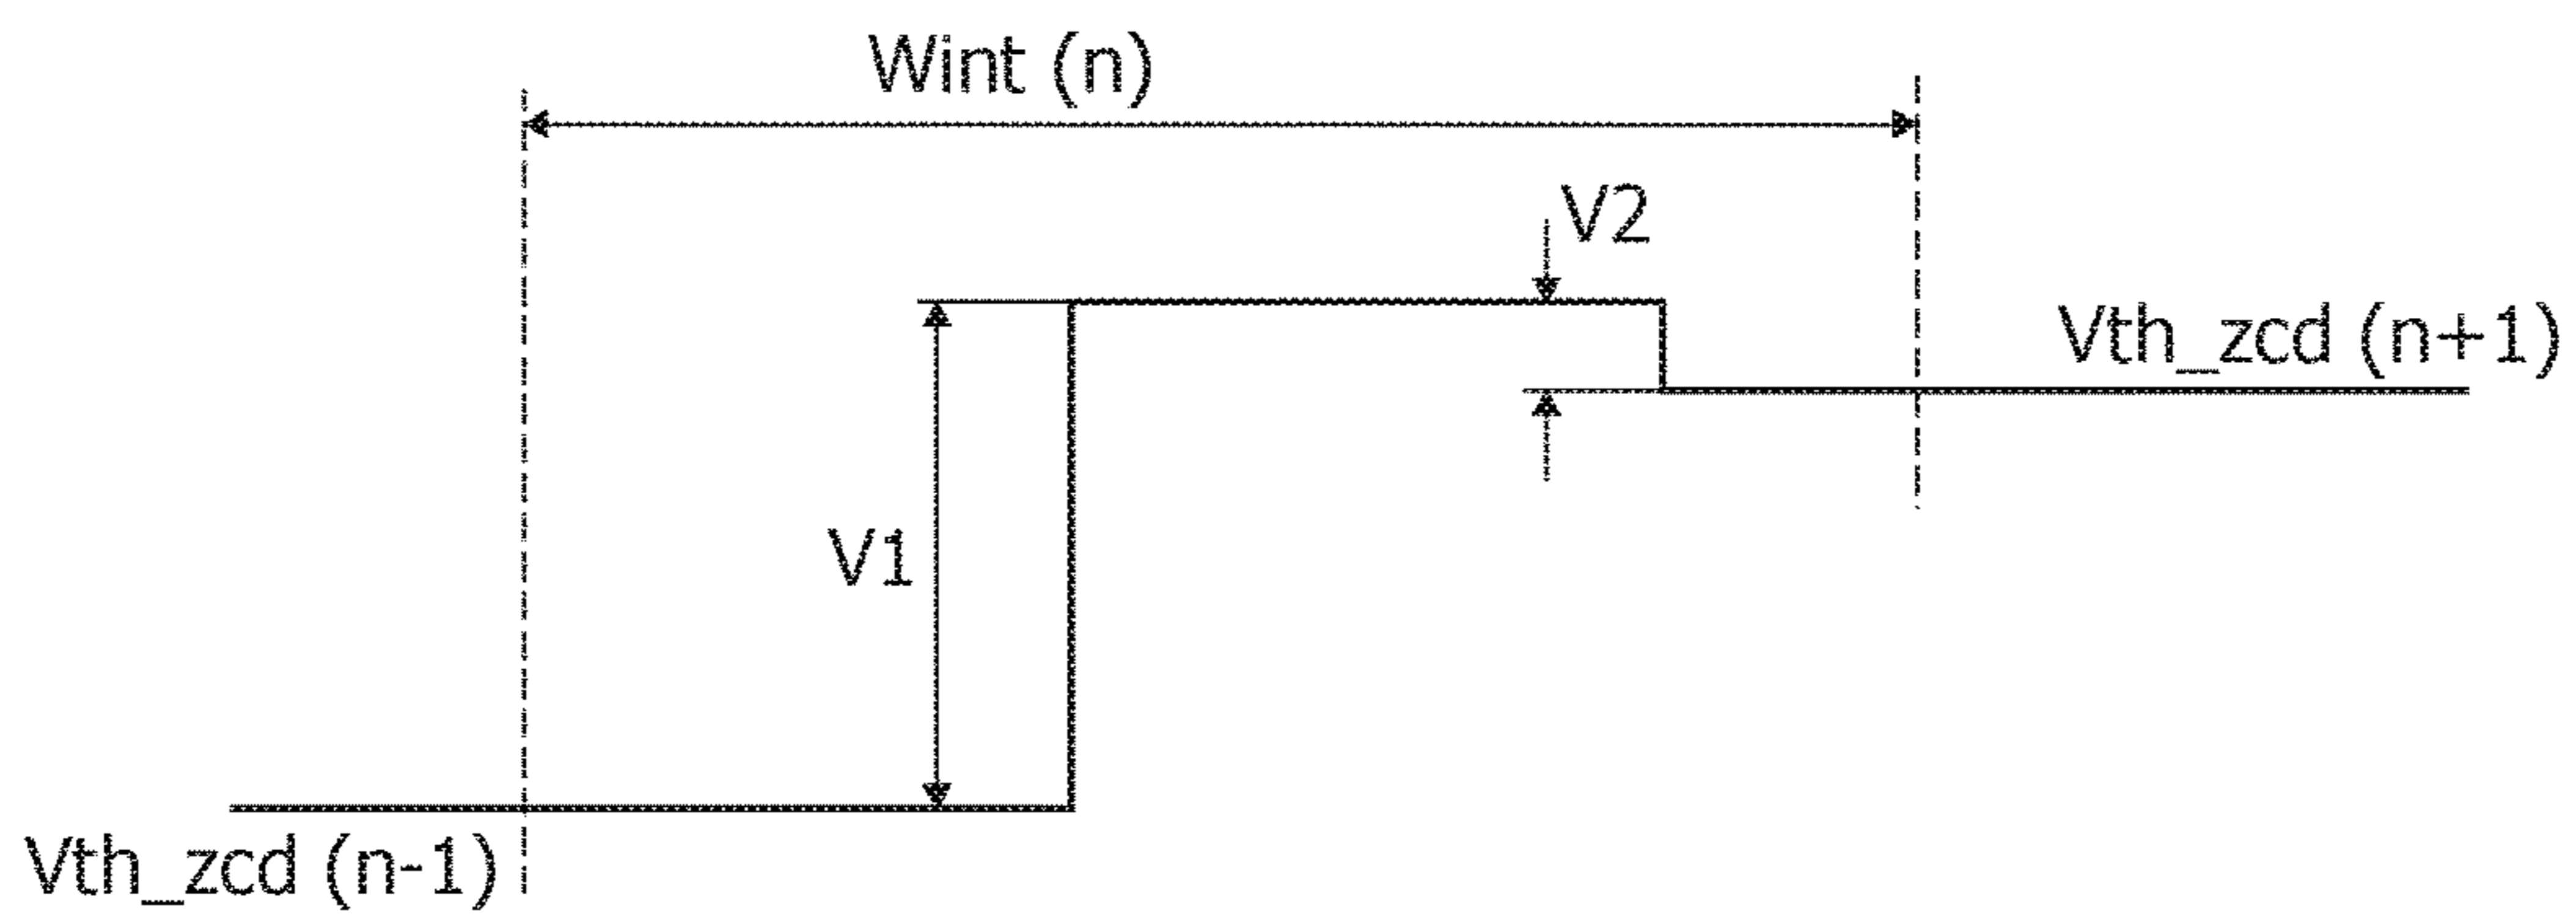 Wint (n)
V2
Vth_zcd (n+1)
V1
Vth_zcd (n-1)